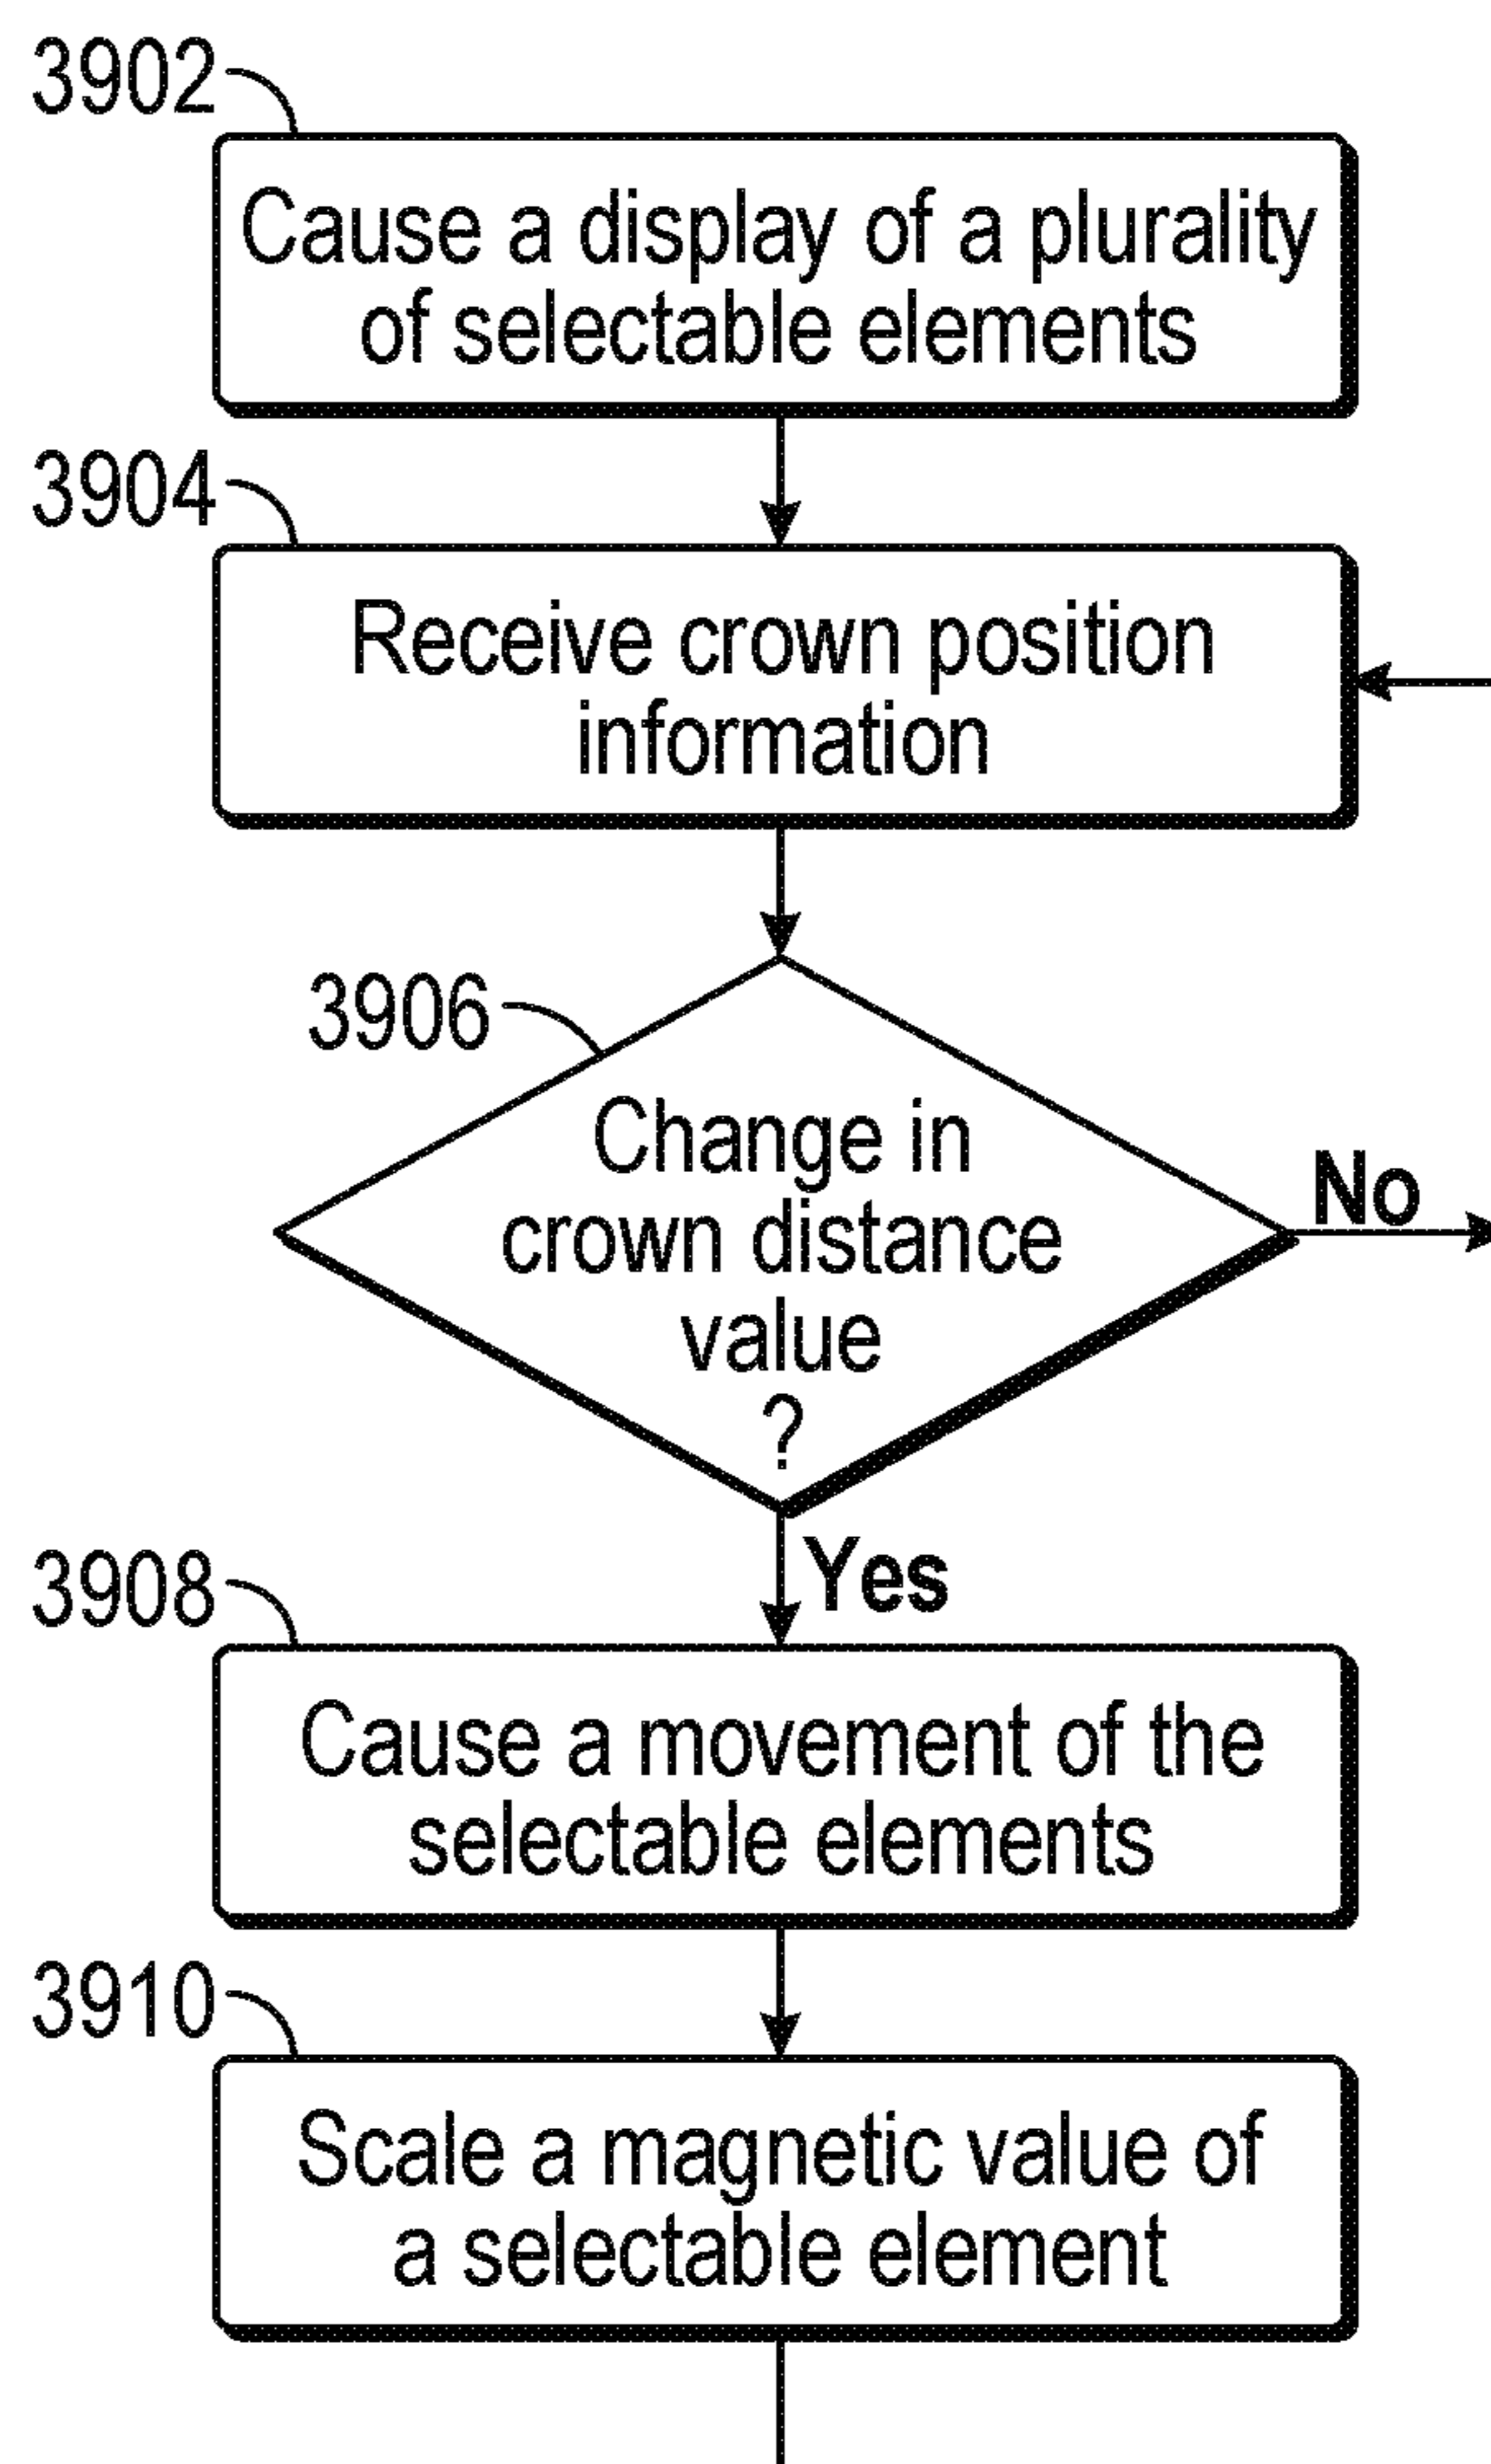 3902
Cause a display of a plurality
of selectable elements
3904
Receive crown position
information
3906
Change in
crown distance
value
?
No
Yes
3908
Cause a movement of the
selectable elements
3910
Scale a magnetic value of
a selectable element